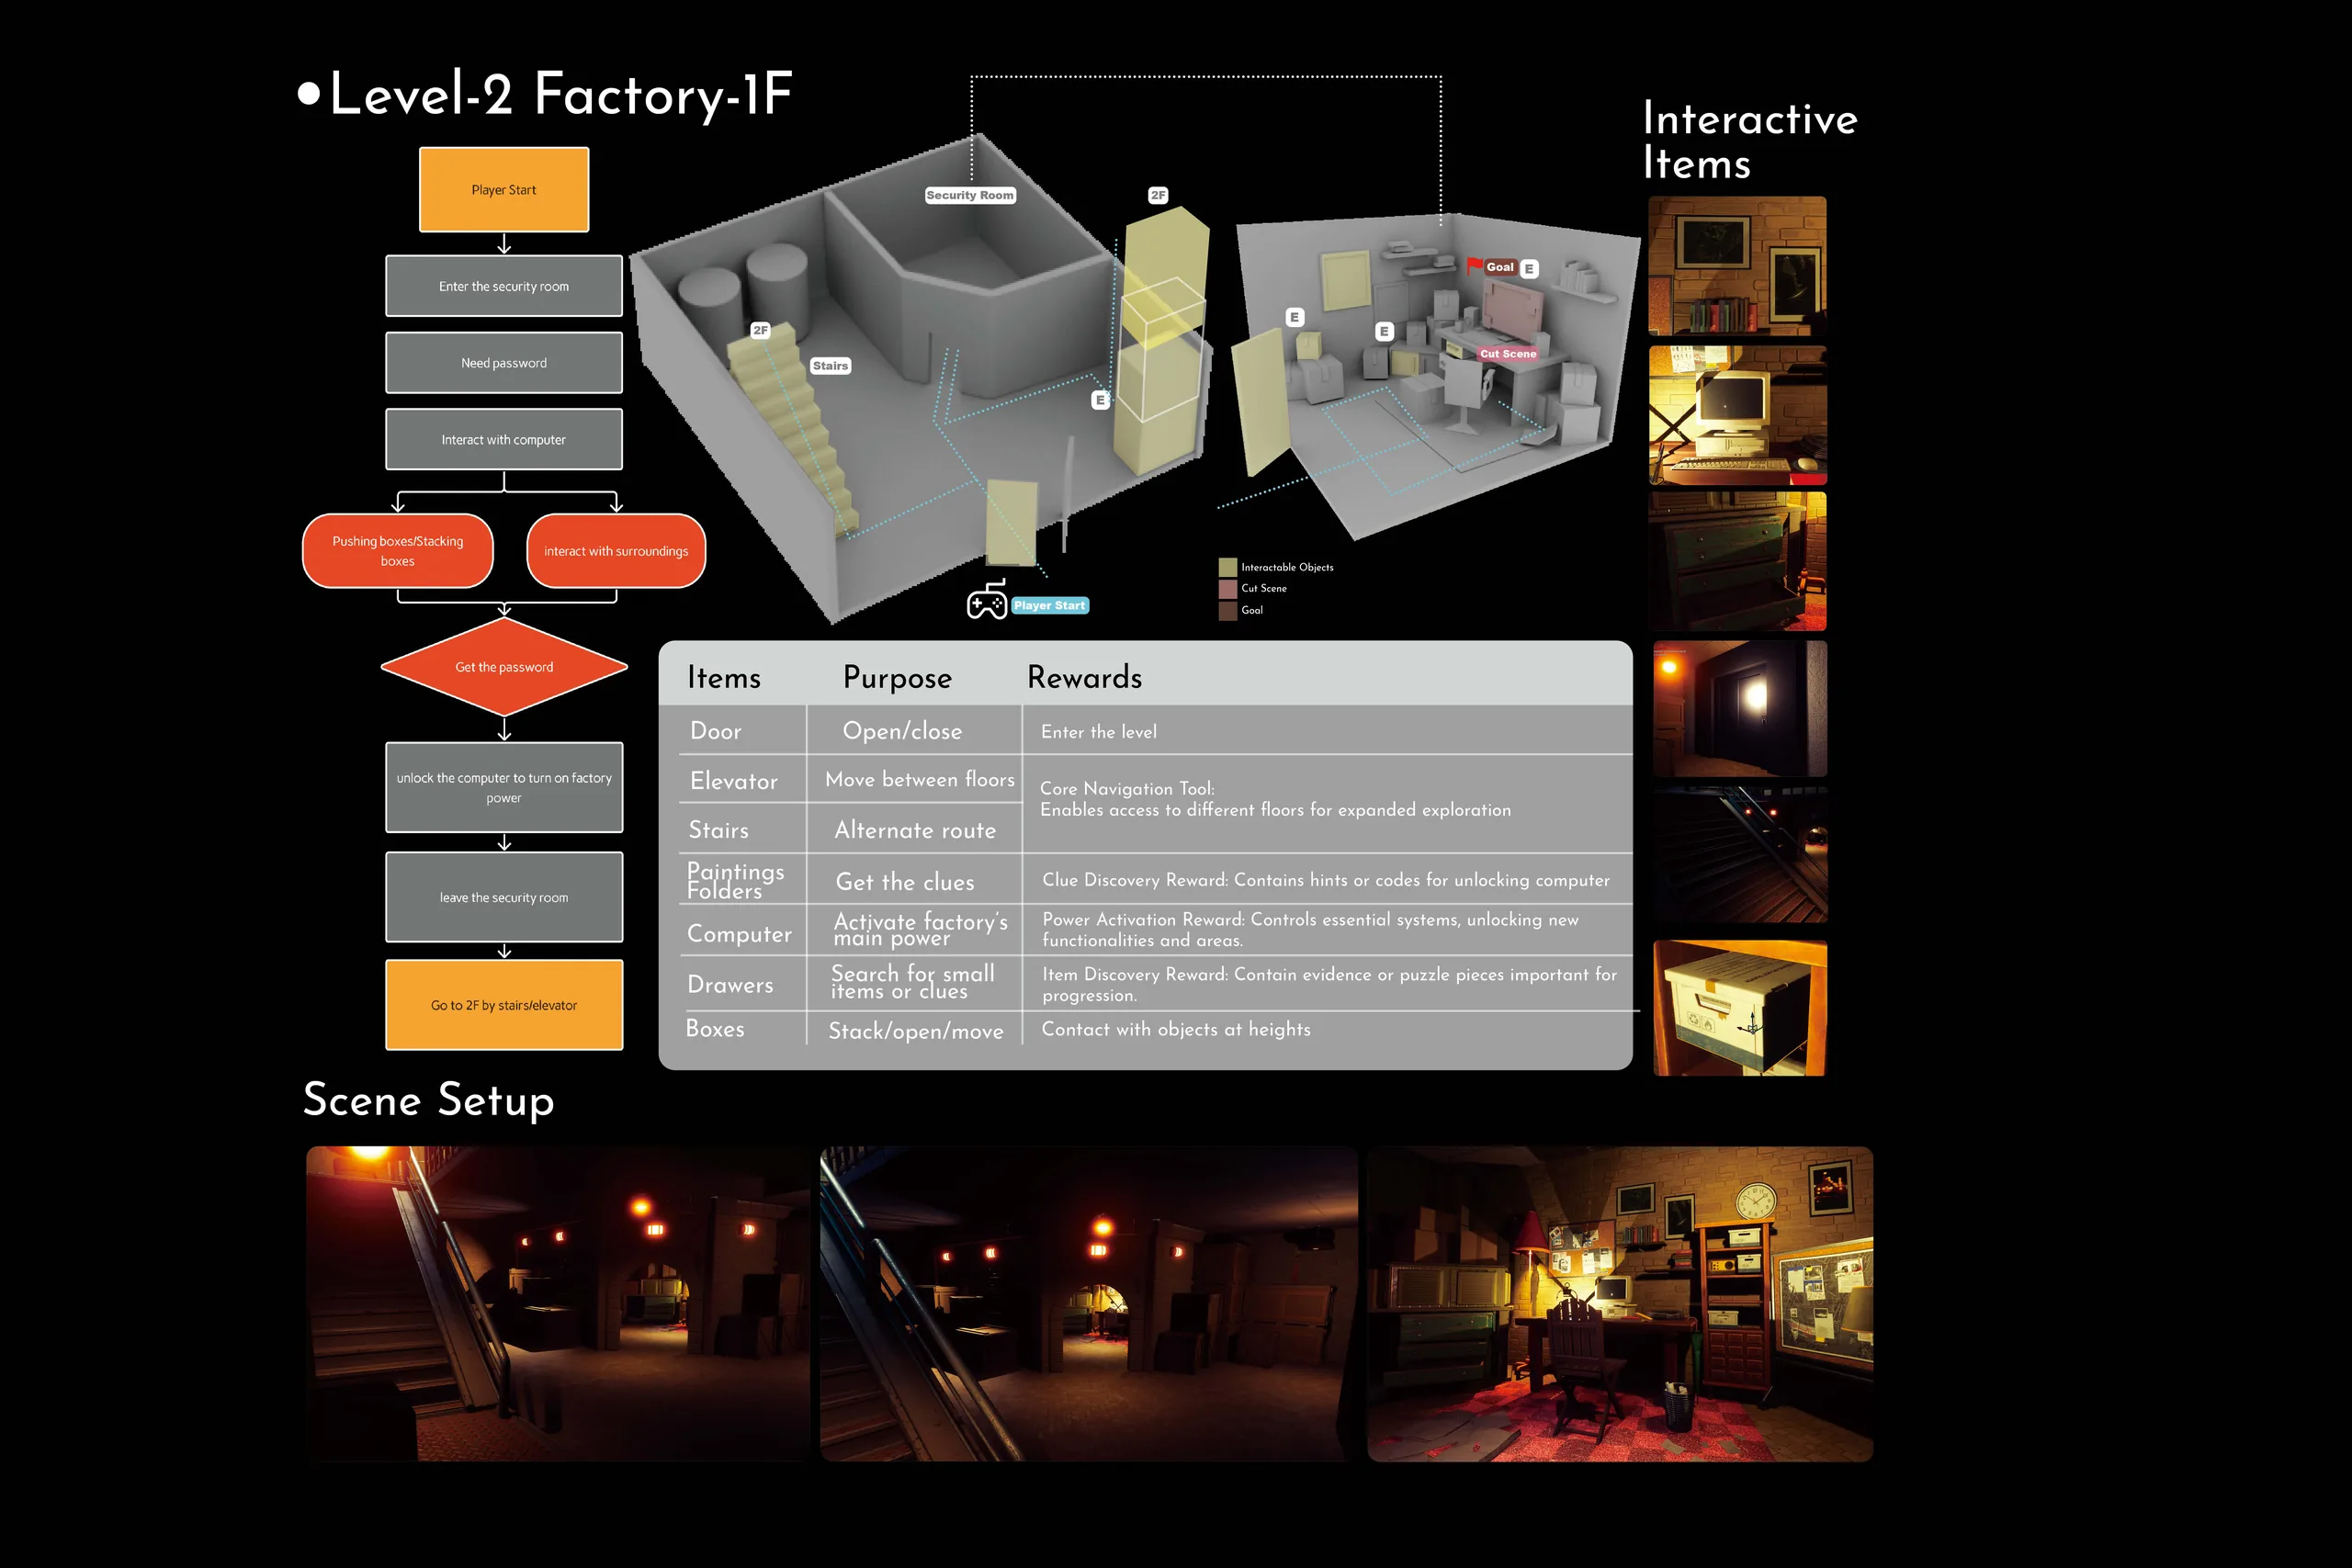 •Level-2 Factory-1F
Player Start
Enter the security room
Need password
Interact with computer
Pushing boxes/Stacking
boxes
interact with surroundings
Get the password
unlock the computer to turn on factory
power
leave the security room
Go to 2F by stairs/elevator
Security Room
2F
2F
Stairs
E
Player Start
Goal
E
E
E
Cut Scene
Interactable Objects
Cut Scene
Goal
Interactive
Items
Items
Purpose
Rewards
Door
Open/close
Enter the level
Elevator
Move between floors
Core Navigation Tool:
Enables access to different floors for expanded exploration
Stairs
Alternate route
Paintings
Folders
Get the clues
Clue Discovery Reward: Contains hints or codes for unlocking computer
Computer
Activate factory's
main power
Power Activation Reward: Controls essential systems, unlocking new
functionalities and areas.
Drawers
Search for small
items or clues
Item Discovery Reward: Contain evidence or puzzle pieces important for
progression.
Boxes
Stack/open/move
Contact with objects at heights
Scene Setup